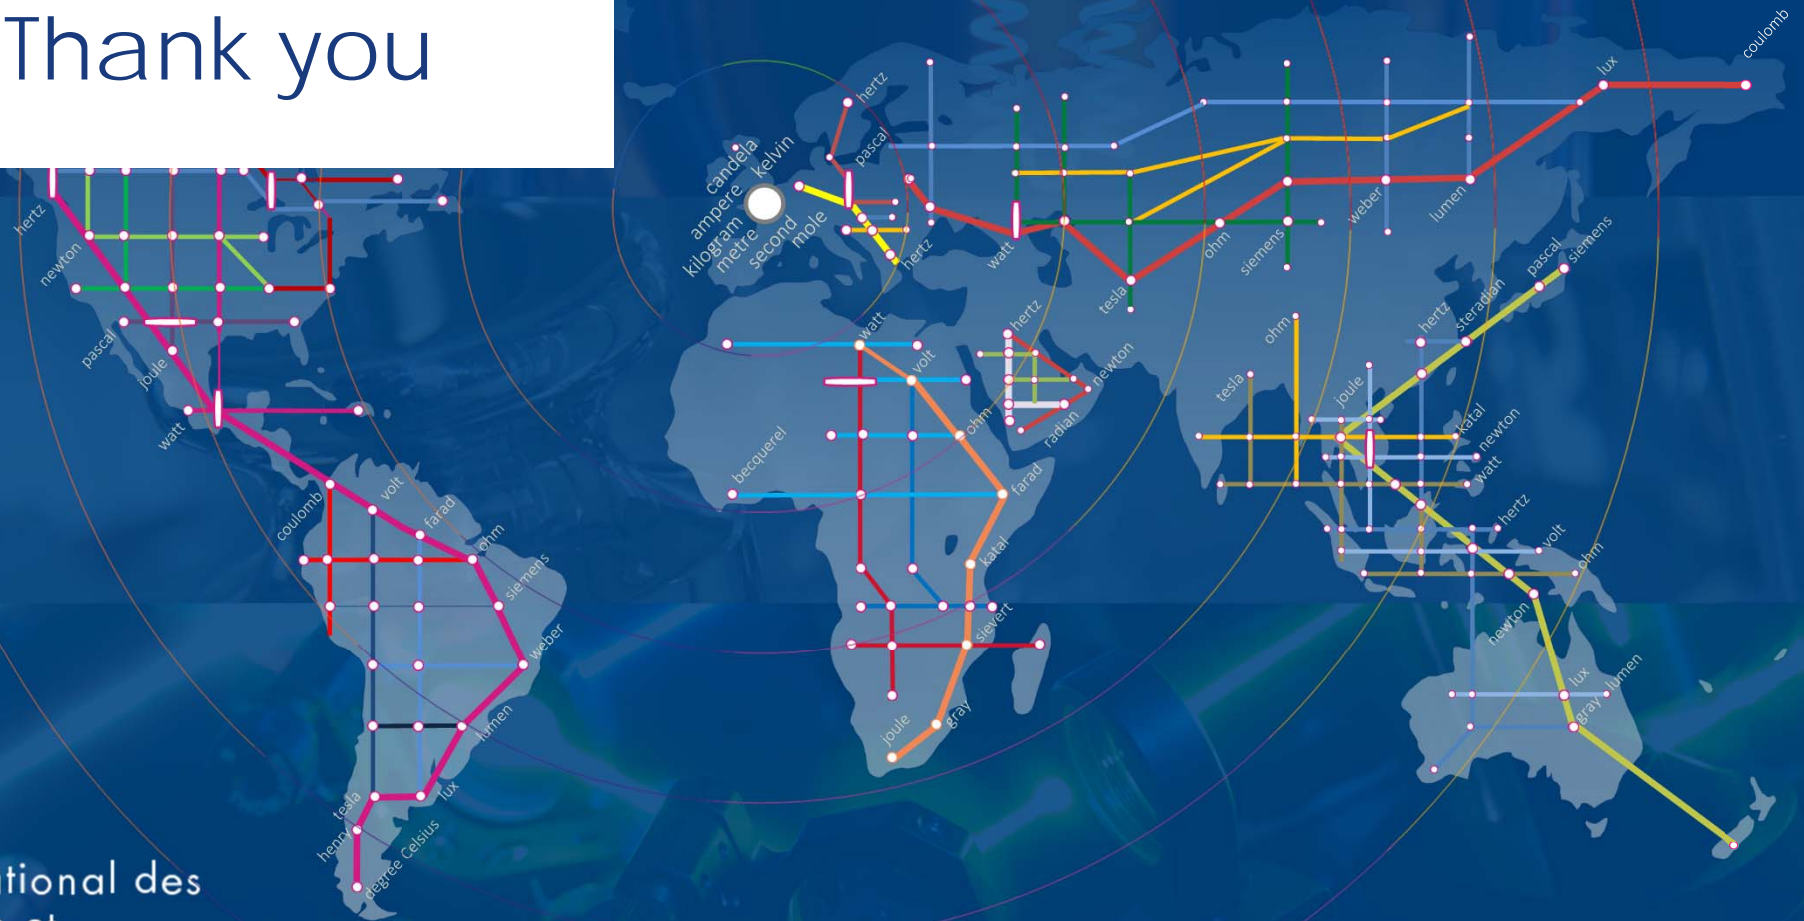 Thank you
coulomb
lux
hertz
pascal
candela
kelvin
ampere
kilogram
metre
second
mole
hertz
watt
tesla
ohm
siemens
weber
lumen
hertz
newton
pascal
joule
watt
coulomb
volt
farad
ohm
siemens
weber
lumen
lux
tesla
henry
degree Celsius
watt
volt
ohm
becquerel
farad
katal
sievert
gray
joule
hertz
newton
radian
siemens
pascal
steradian
hertz
ohm
tesla
joule
katal
newton
watt
hertz
volt
ohm
newton
lux
lumen
gray
tional des